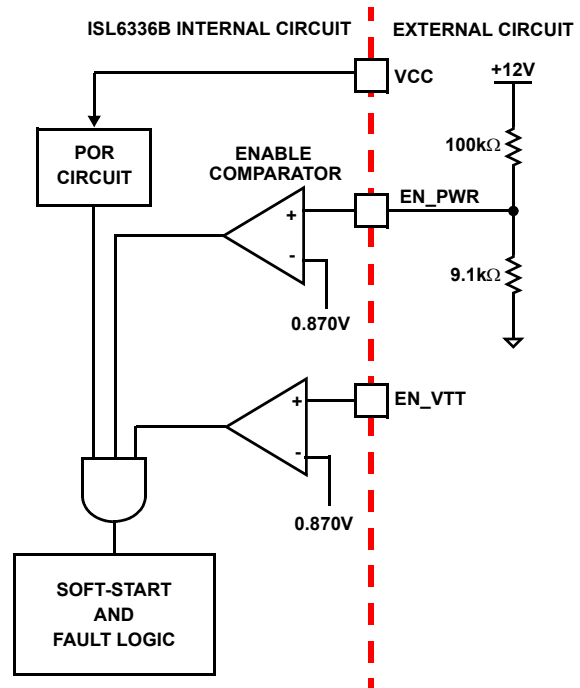 ISL6336B INTERNAL CIRCUIT
EXTERNAL CIRCUIT
VCC
+12V
POR
CIRCUIT
100kΩ
ENABLE
COMPARATOR
EN_PWR
+
-
9.1kΩ
0.870V
EN_VTT
+
-
0.870V
SOFT-START
AND
FAULT LOGIC